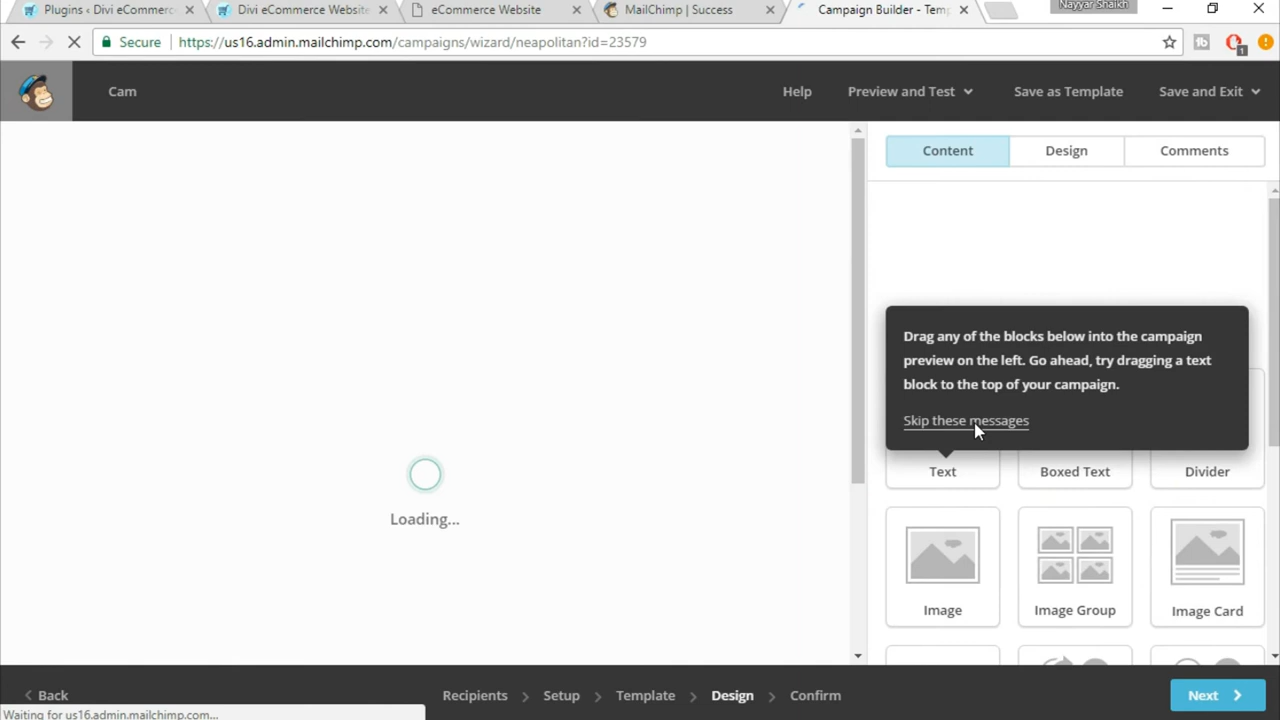 Plugins ‹ Divi eCommerc
Divi eCommerce Website
eCommerce Website
MailChimp | Success
Campaign Builder - Temp
Nayyar Shaikh
Secure
https://us16.admin.mailchimp.com/campaigns/wizard/neapolitan?id=23579
1
Cam
Help
Preview and Test
Save as Template
Save and Exit
Content
Design
Comments
Drag any of the blocks below into the campaign
preview on the left. Go ahead, try dragging a text
block to the top of your campaign.
Skip these messages
Text
Boxed Text
Divider
Loading...
Image
Image Group
Image Card
Back
Recipients
Setup
Template
Design
Confirm
Next
Waiting for us16.admin.mailchimp.com...